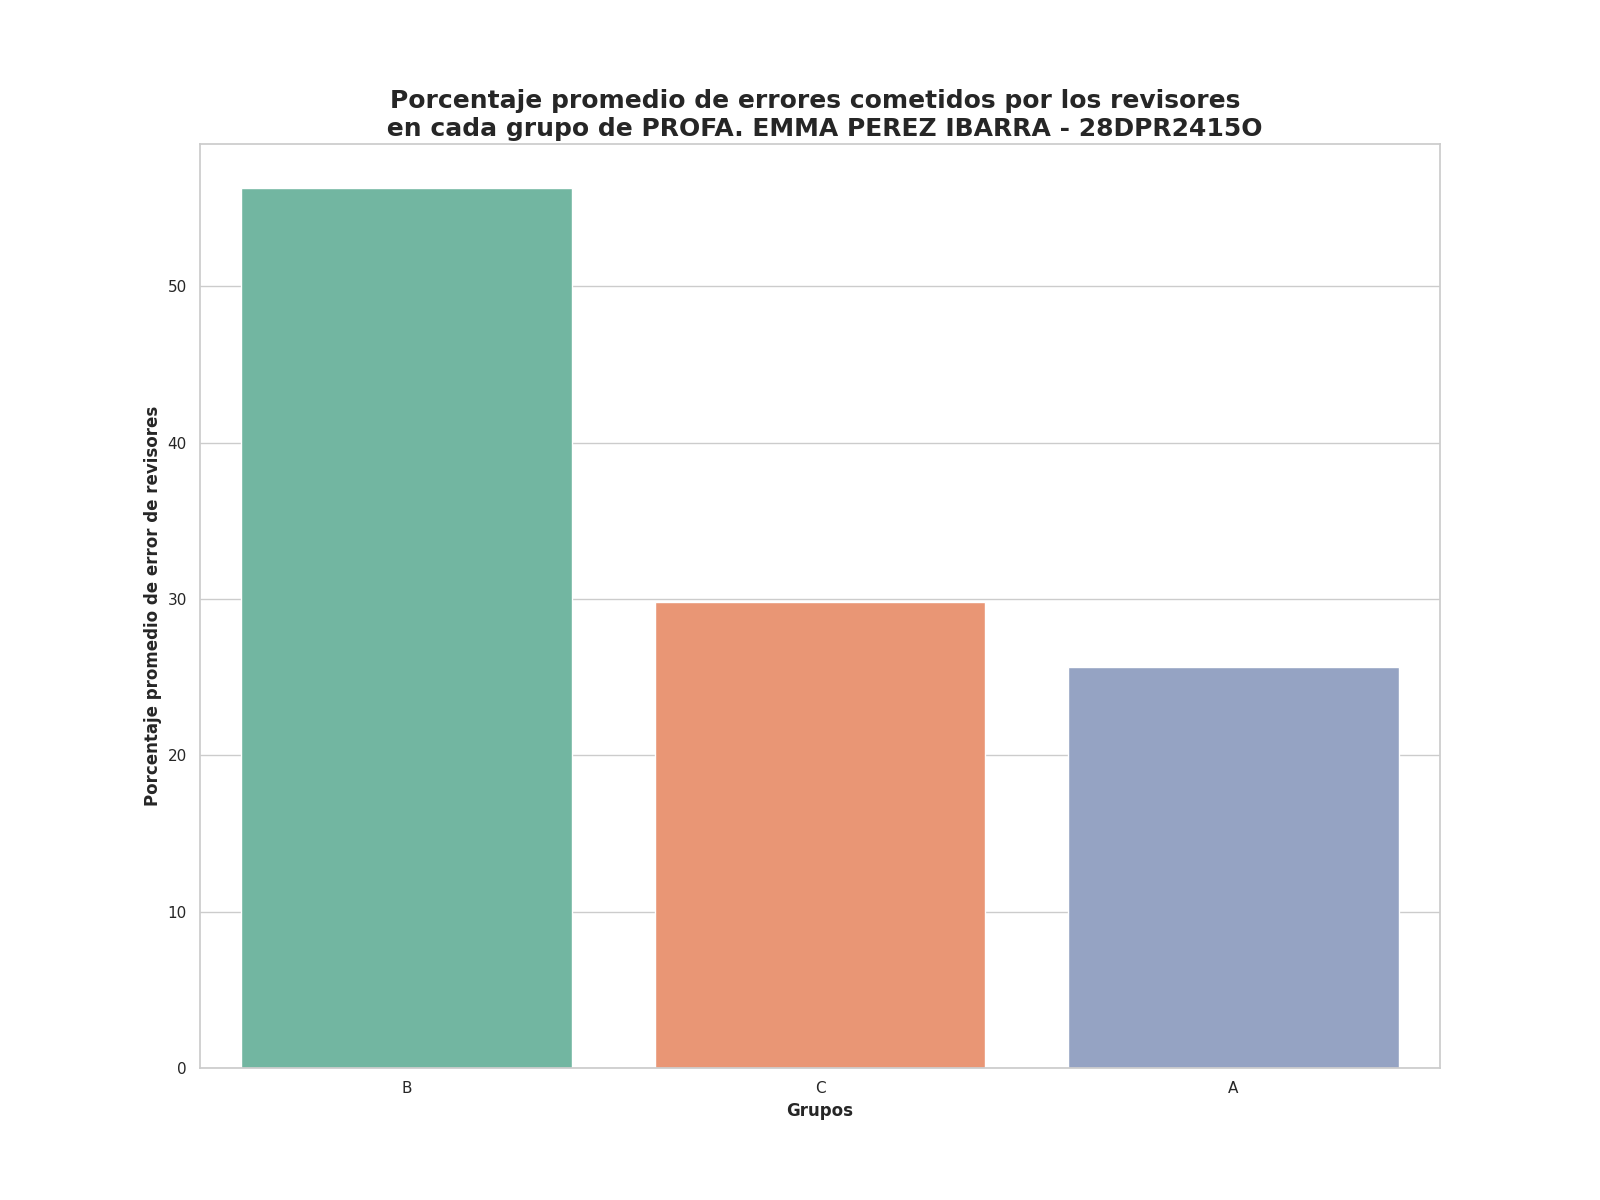 Porcentaje promedio de errores cometidos por los revisores
en cada grupo de PROFA. EMMA PEREZ IBARRA - 28DPR2415O
Porcentaje promedio de error de revisores
50
40
30
20
10
0
B
C
A
Grupos